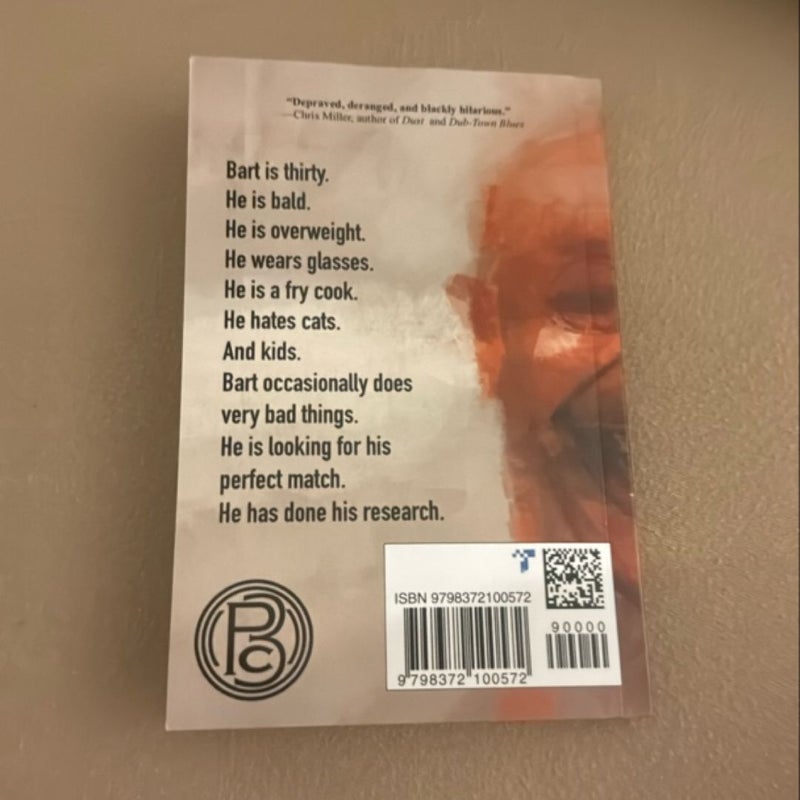 "Depraved, deranged, and blackly hilarious."
—Chris Miller, author of Dust and Dub-Town Blues
Bart is thirty.
He is bald.
He is overweight.
He wears glasses.
He is a fry cook.
He hates cats.
And kids.
Bart occasionally does
very bad things.
He is looking for his
perfect match.
He has done his research.
ISBN 9798372100572
90000
9 798372 100572
PBC